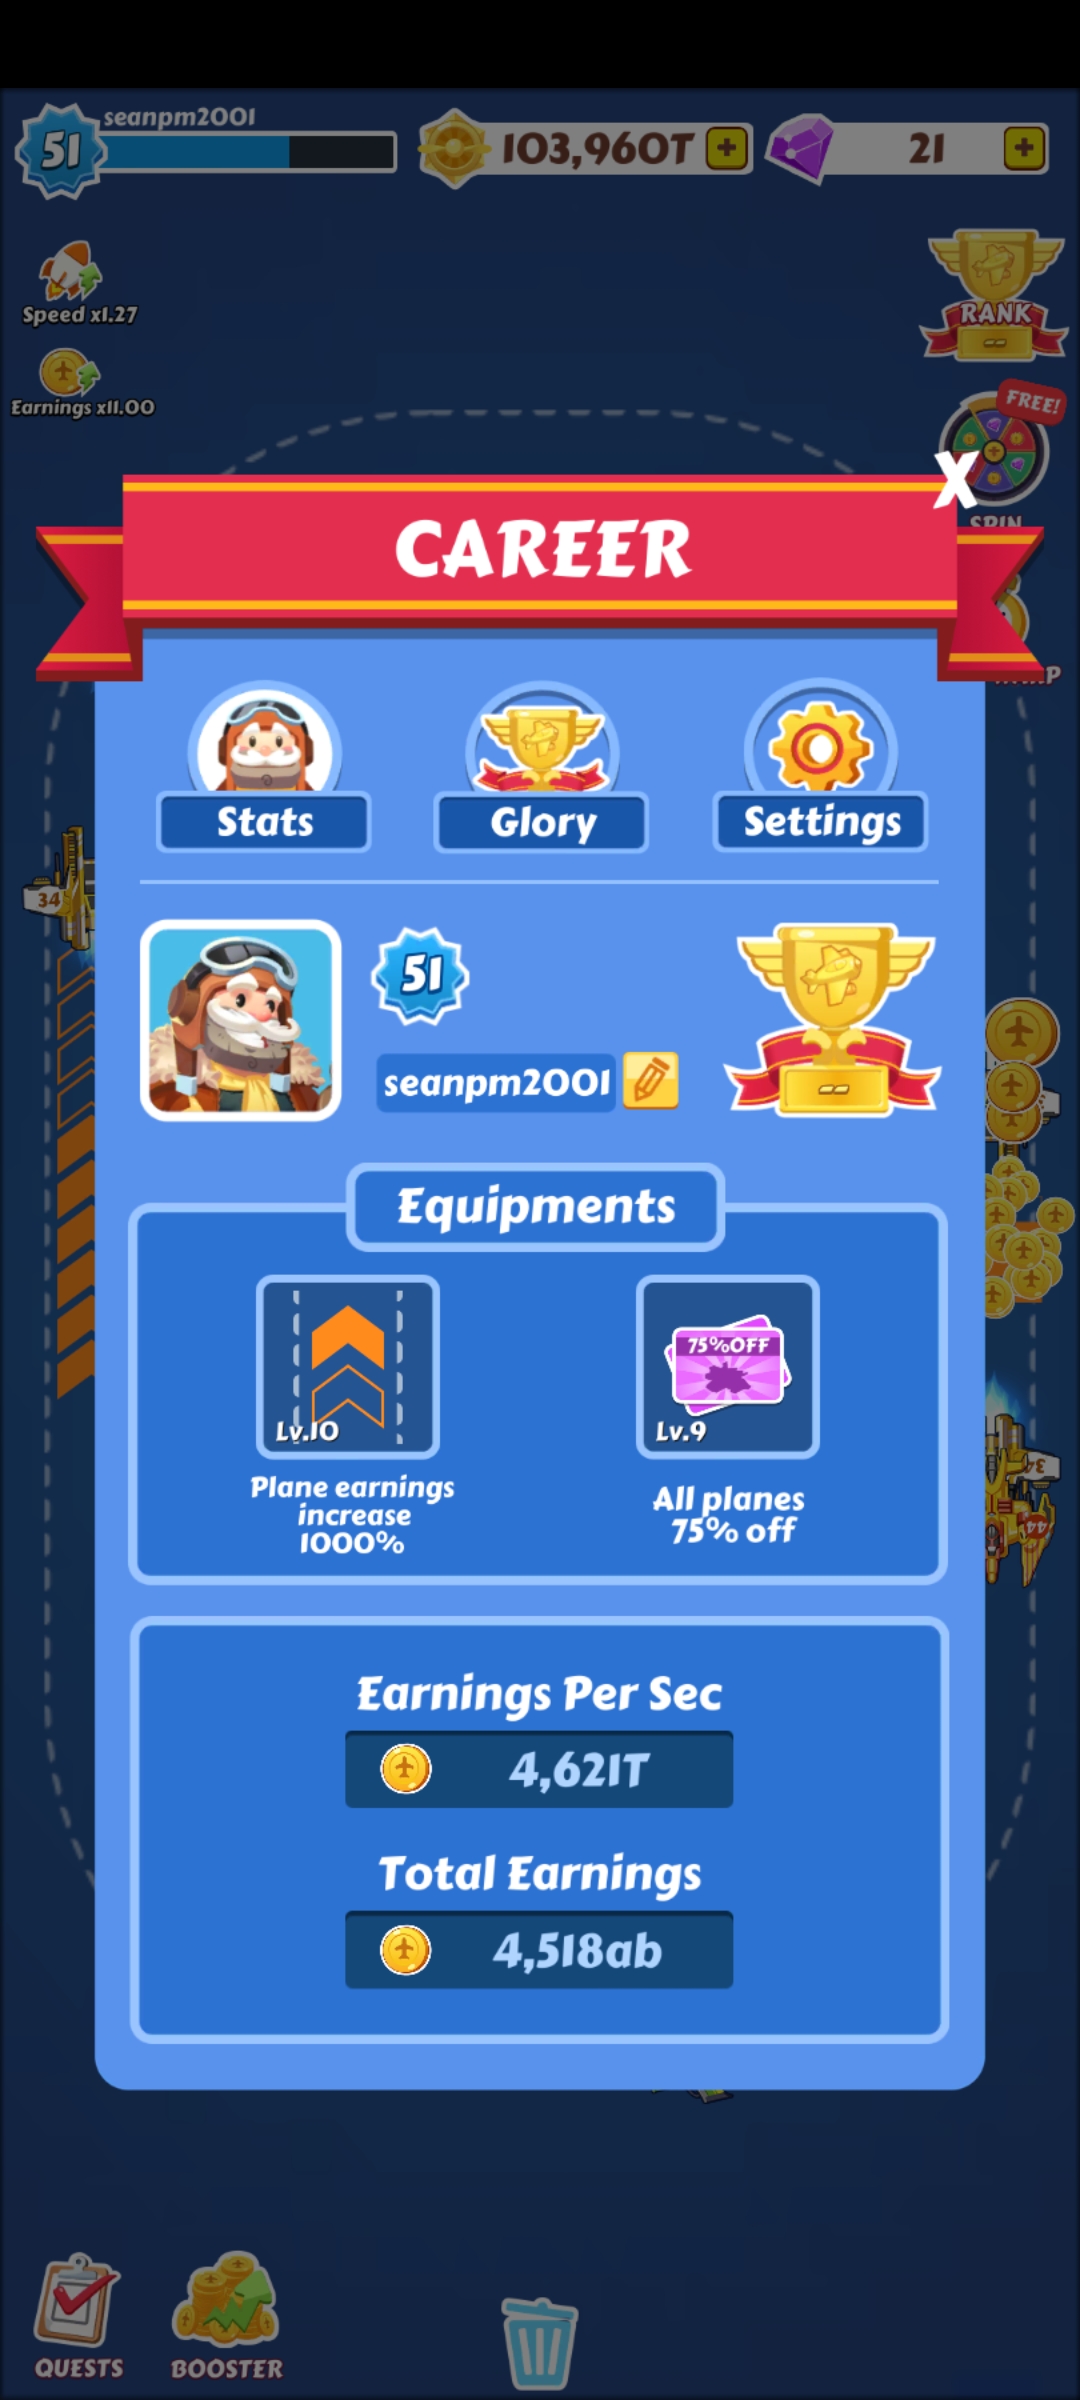 seanpm2001
51
103,960T
21
Speed x1.27
Earnings x11.00
RANK
--
FREE!
SPIN
CAREER
X
Stats
Glory
Settings
34
51
seanpm2001
--
Equipments
75%OFF
Lv.10
Lv.9
Plane earnings
increase
1000%
All planes
75% off
34
44
Earnings Per Sec
4,621T
Total Earnings
4,518ab
QUESTS
BOOSTER